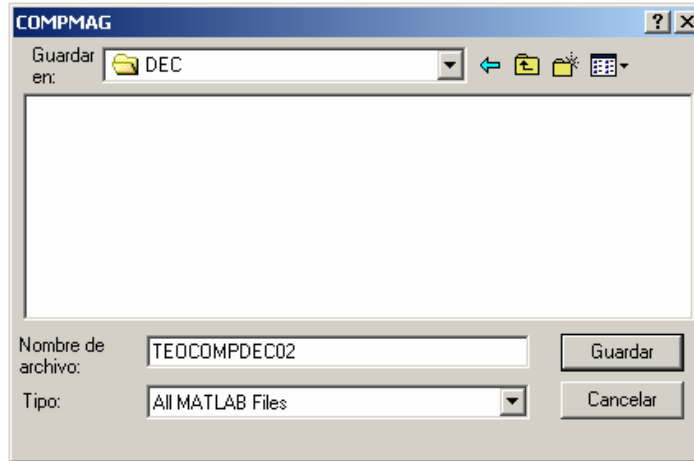 COMPMAG
Guardar en:
DEC
Nombre de archivo:
TEOCOMPDEC02
Guardar
Tipo:
All MATLAB Files
Cancelar